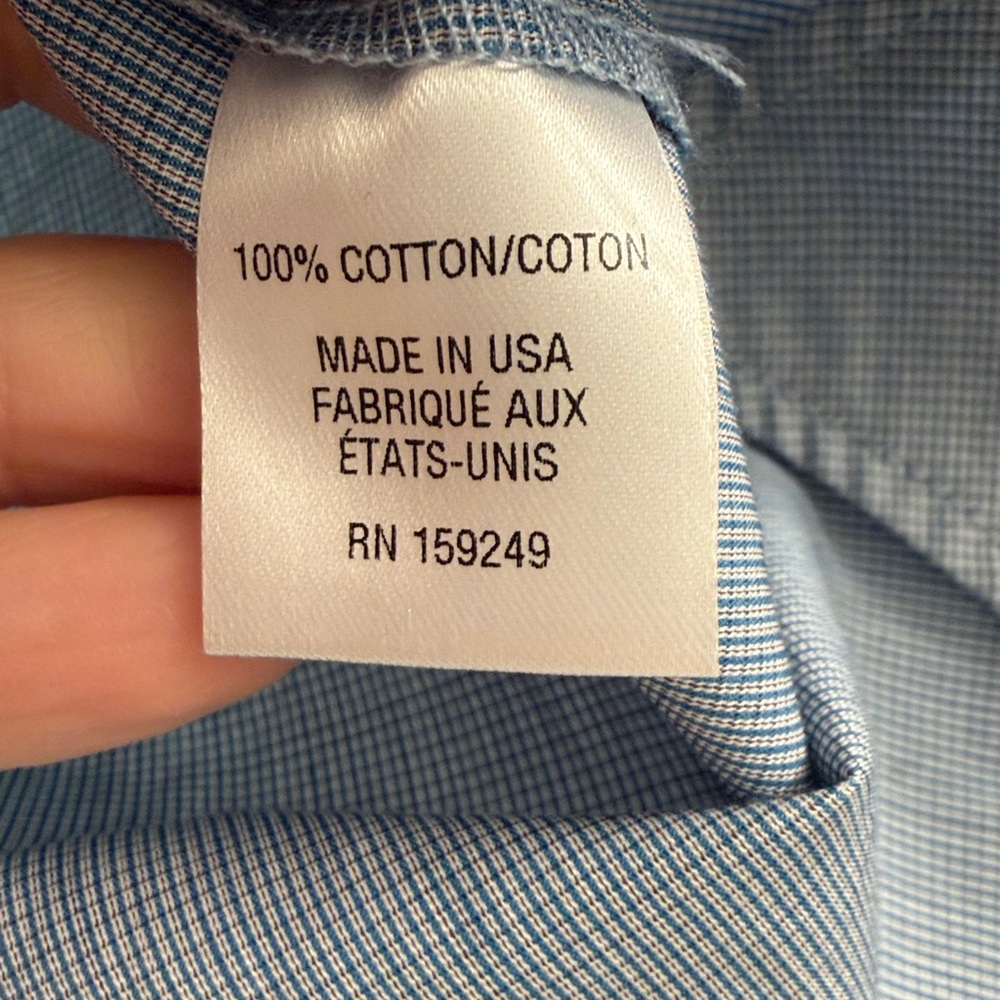 100% COTTON/COTON
MADE IN USA
FABRIQUÉ AUX
ÉTATS-UNIS
RN 159249